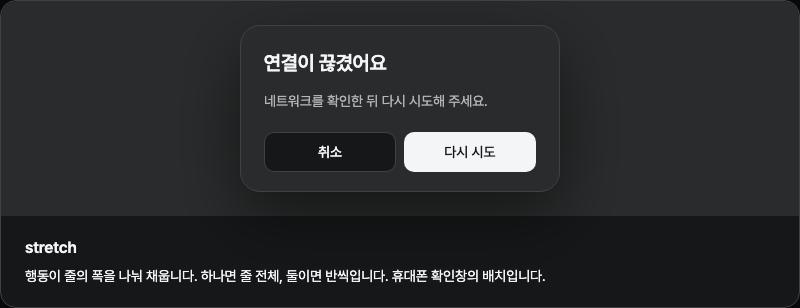 연결이 끊겼어요
네트워크를 확인한 뒤 다시 시도해 주세요.
취소 다시 시도
stretch
행동이 줄의 폭을 나눠 채웁니다. 하나면 줄 전체, 둘이면 반씩입니다. 휴대폰 확인창의 배치입니다.